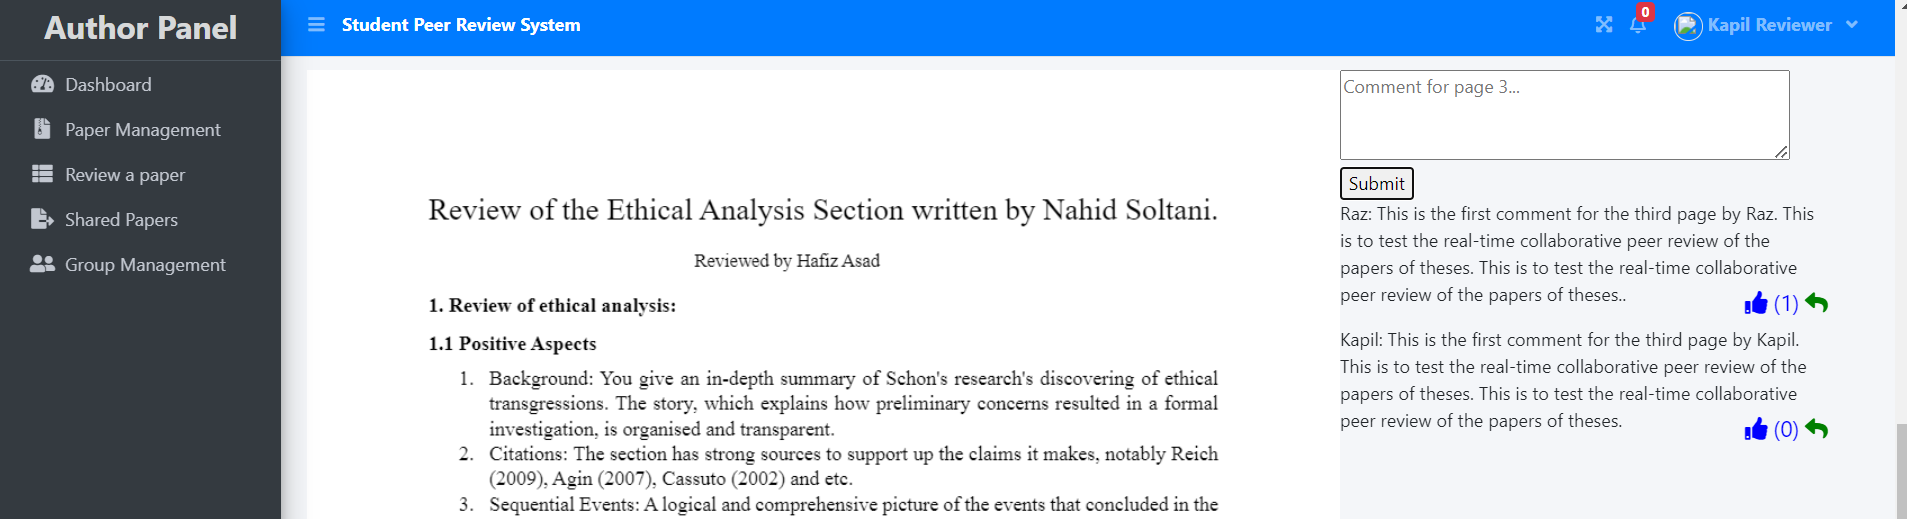 Author Panel
Dashboard
Paper Management
Review a paper
Shared Papers
Group Management
Student Peer Review System
0
Kapil Reviewer
Review of the Ethical Analysis Section written by Nahid Soltani.
Reviewed by Hafiz Asad
1. Review of ethical analysis:
1.1 Positive Aspects
1. Background: You give an in-depth summary of Schon's research's discovering of ethical
transgressions. The story, which explains how preliminary concerns resulted in a formal
investigation, is organised and transparent.
2. Citations: The section has strong sources to support up the claims it makes, notably Reich
(2009), Agin (2007), Cassuto (2002) and etc.
3. Sequential Events: A logical and comprehensive picture of the events that concluded in the
Comment for page 3...
Submit
Raz: This is the first comment for the third page by Raz. This
is to test the real-time collaborative peer review of the
papers of theses. This is to test the real-time collaborative
peer review of the papers of theses..
(1)
Kapil: This is the first comment for the third page by Kapil.
This is to test the real-time collaborative peer review of the
papers of theses. This is to test the real-time collaborative
peer review of the papers of theses.
(0)